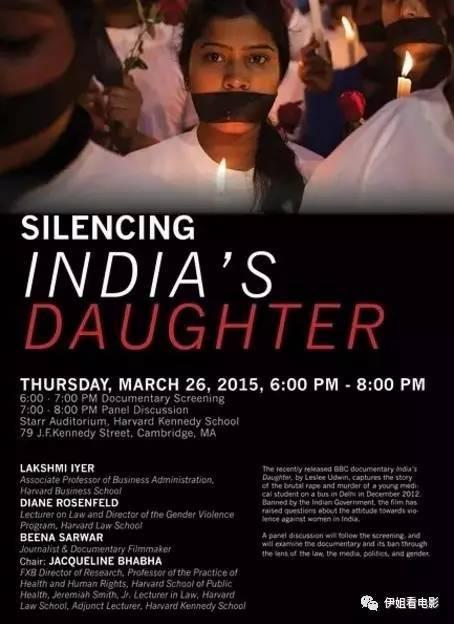 SILENCING
INDIA'S
DAUGHTER
THURSDAY, MARCH 26, 2015, 6:00 PM - 8:00 PM
6:00 - 7:00 PM Documentary Screening
7:00 - 8:00 PM Panel Discussion
Starr Auditorium, Harvard Kennedy School
79 J.F.Kennedy Street, Cambridge, MA
LAKSHMI IYER
Associate Professor of Business Administration,
Harvard Business School
DIANE ROSENFELD
Lecturer on Law and Director of the Gender Violence
Program, Harvard Law School
BEENA SARWAR
Journalist & Documentary Filmmaker
Chair: JACQUELINE BHABHA
FXB Director of Research, Professor of the Practice of
Health and Human Rights, Harvard School of Public
Health, Jeremiah Smith, Jr. Lecturer in Law, Harvard
Law School, Adjunct Lecturer, Harvard Kennedy School
The recently released BBC documentary India's
Daughter, by Leslee Udwin, captures the story
of the brutal rape and murder of a young medi-
cal student on a bus in Delhi in December 2012.
Banned by the Indian Government, the film has
raised questions about the attitude towards vio-
lence against women in India.
A panel discussion will follow the screening, and
will examine the documentary and its ban through
the lens of the law, the media, politics, and gender.
伊姐看电影